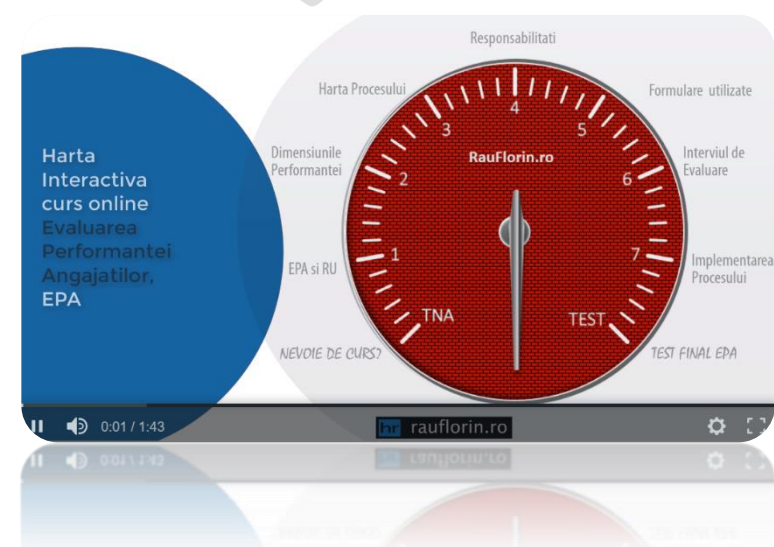 Harta
Interactiva
curs online
Evaluarea
Performantei
Angajatilor,
EPA
Responsabilitati
Harta Procesului
Formulare utilizate
Dimensiunile
Performantei
Interviul de
Evaluare
EPA si RU
Implementarea
Procesului
NEVOIE DE CURS?
TEST FINAL EPA
RauFlorin.ro
TNA
1
2
3
4
5
6
7
TEST
0:01 / 1:43
hr rauflorin.ro